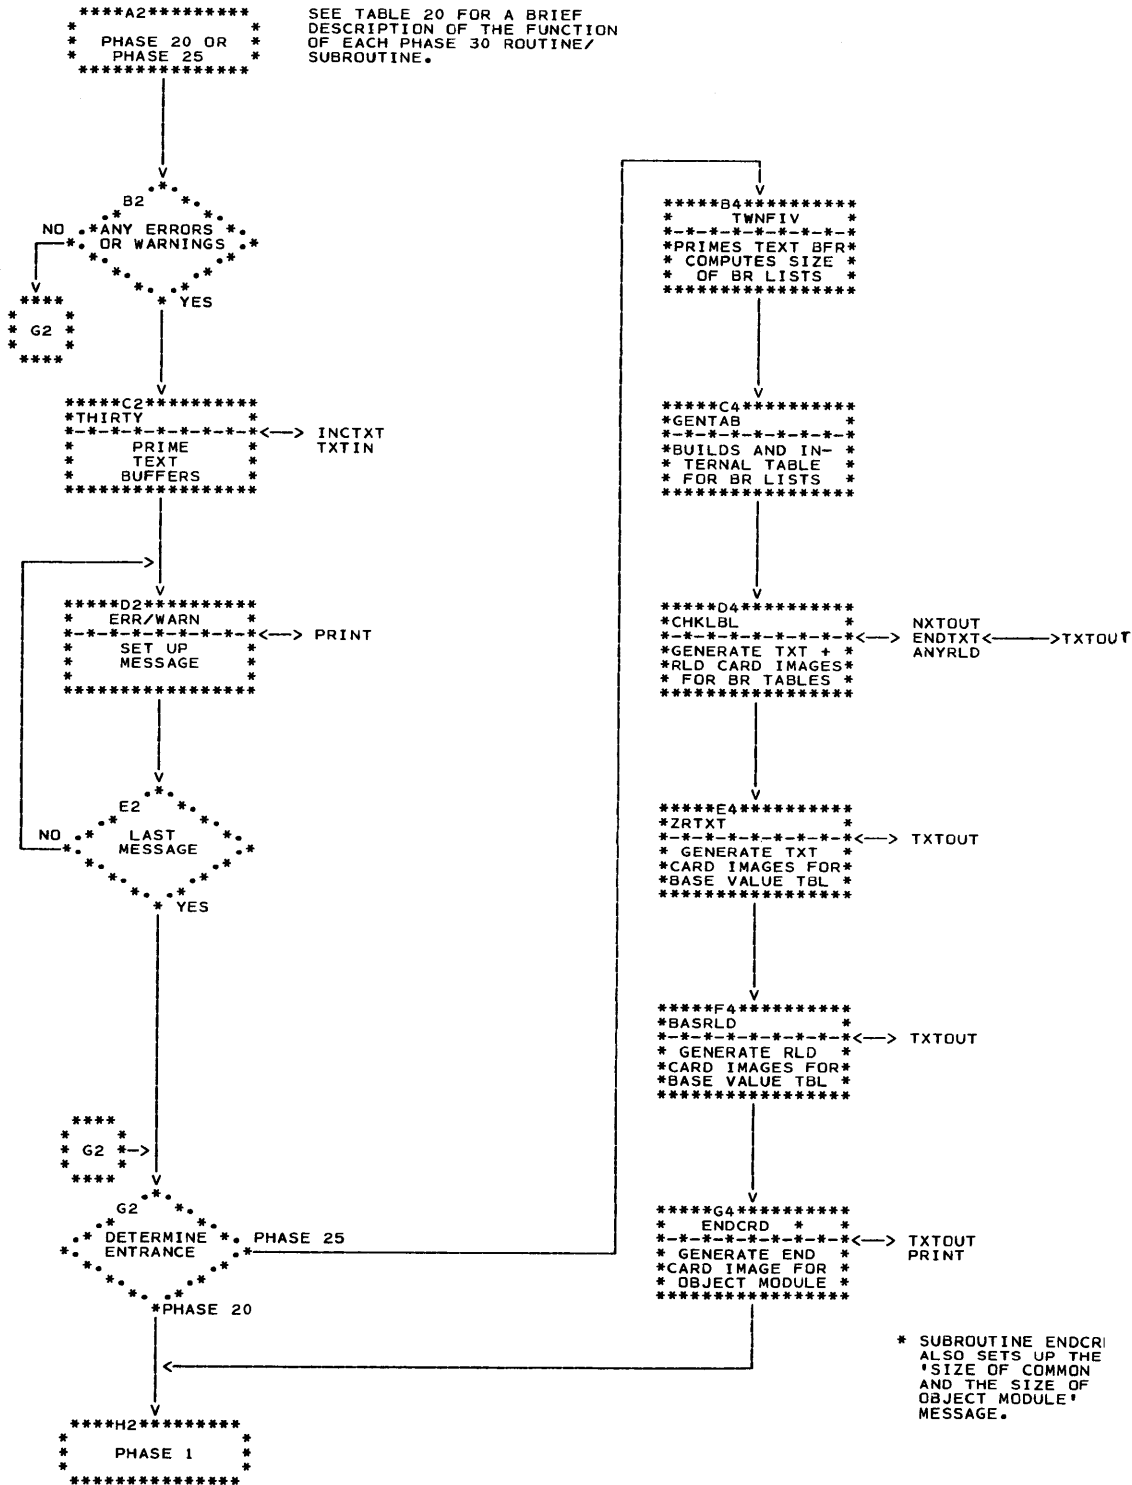 ****A2*********
PHASE 20 OR
PHASE 25
SEE TABLE 20 FOR A BRIEF
DESCRIPTION OF THE FUNCTION
OF EACH PHASE 30 ROUTINE/
SUBROUTINE.
B2
ANY ERRORS
OR WARNINGS
NO
YES
G2
*****C2**********
*THIRTY
PRIME
TEXT
BUFFERS
INCTXT
TXTIN
*****D2**********
ERR/WARN
SET UP
MESSAGE
PRINT
E2
LAST
MESSAGE
NO
YES
G2
G2
DETERMINE
ENTRANCE
PHASE 25
*PHASE 20
****H2*********
PHASE 1
*****B4**********
TWNFIV
*PRIMES TEXT BFR*
* COMPUTES SIZE *
* OF BR LISTS *
*****C4**********
*GENTAB *
*BUILDS AND IN- *
* TERNAL TABLE *
* FOR BR LISTS *
*****D4**********
*CHKLBL *
*GENERATE TXT + *
*RLD CARD IMAGES*
* FOR BR TABLES *
NXTOUT
ENDTXT<--->TXTOUT
ANYRLD
*****E4**********
*ZRTXT *
* GENERATE TXT *
*CARD IMAGES FOR*
*BASE VALUE TBL *
TXTOUT
*****F4**********
*BASRLD *
* GENERATE RLD *
*CARD IMAGES FOR*
*BASE VALUE TBL *
TXTOUT
*****G4**********
* ENDCRD * *
* GENERATE END *
*CARD IMAGE FOR *
* OBJECT MODULE *
TXTOUT
PRINT
* SUBROUTINE ENDCR
ALSO SETS UP THE
'SIZE OF COMMON
AND THE SIZE OF
OBJECT MODULE'
MESSAGE.